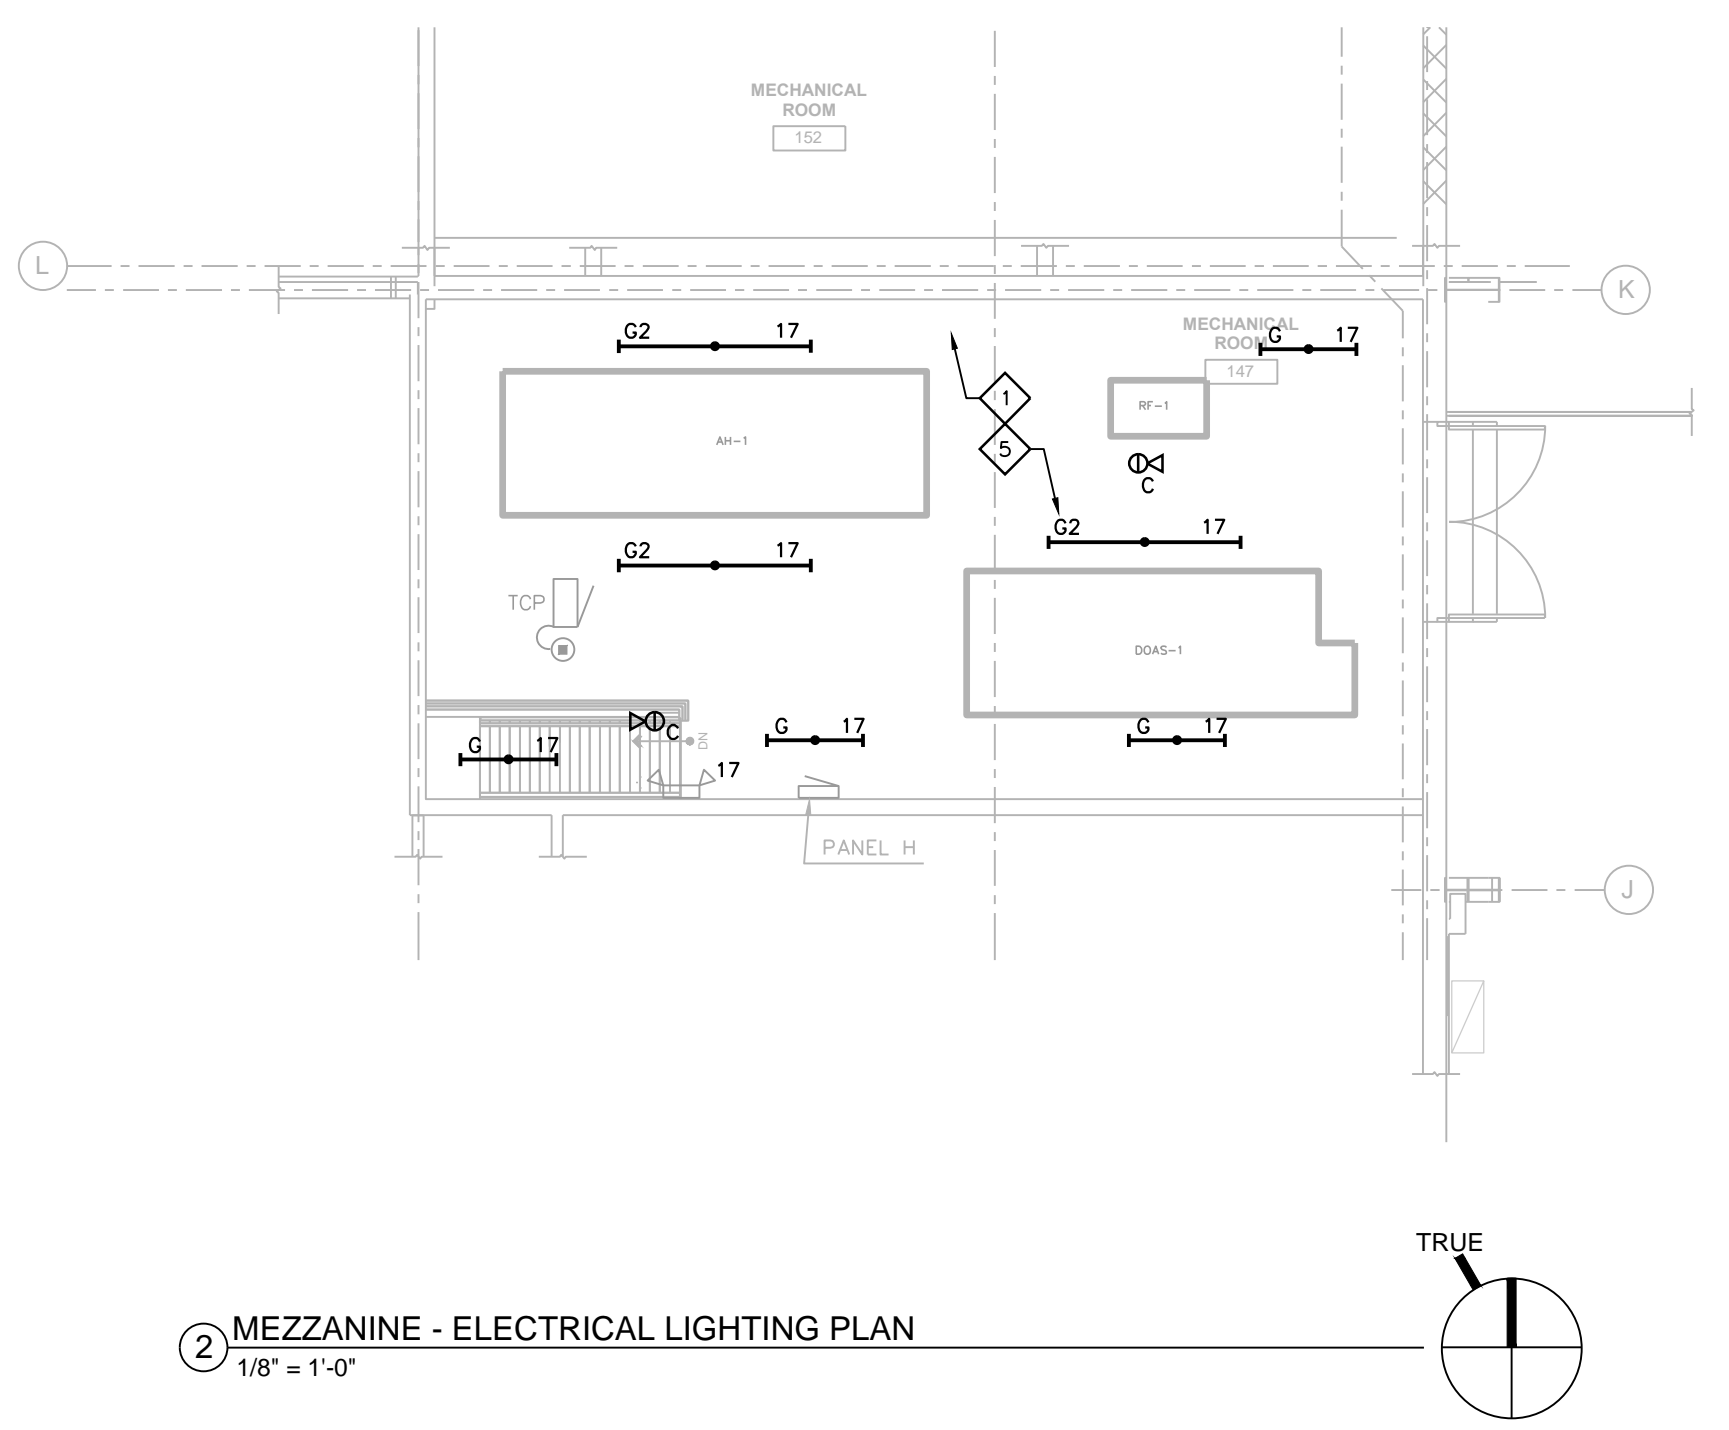 MECHANICAL
ROOM
152
L
K
MECHANICAL
ROOM
147
G2 17
G 17
1
5
RF-1
AH-1
C
G2 17
G2 17
TCP
DOAS-1
G 17
C
DN
G 17
G 17
17
PANEL H
J
TRUE
2
MEZZANINE - ELECTRICAL LIGHTING PLAN
1/8" = 1'-0"